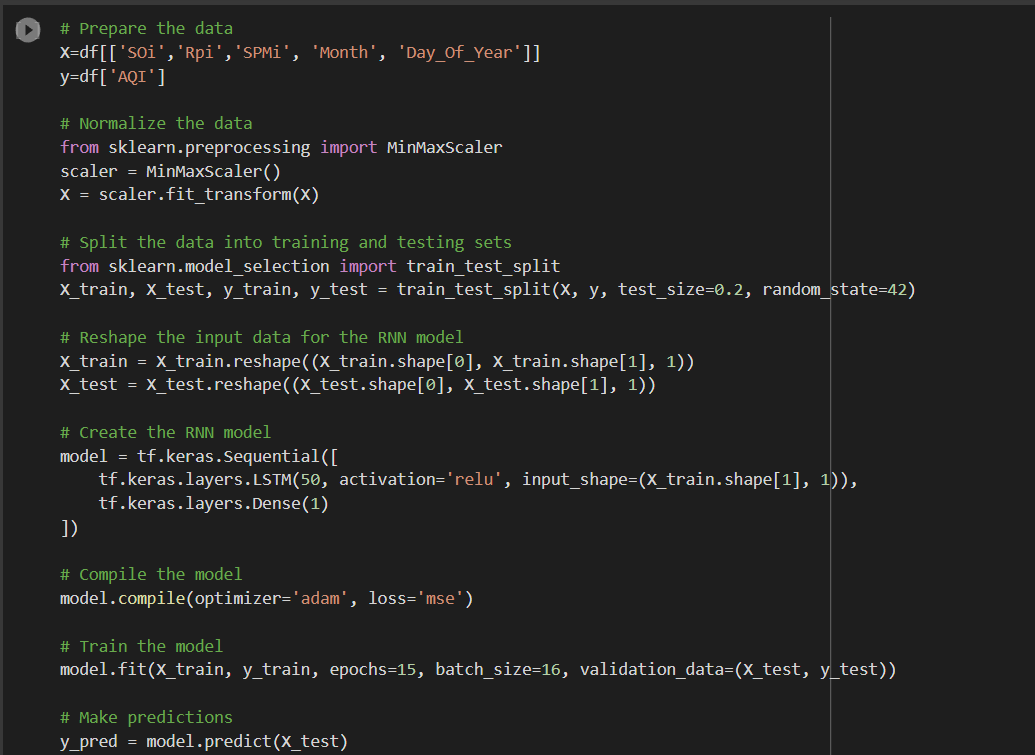 # Prepare the data
X=df[['SOi','Rpi','SPMi', 'Month', 'Day_Of_Year']]
y=df['AQI']
# Normalize the data
from sklearn.preprocessing import MinMaxScaler
scaler = MinMaxScaler()
X = scaler.fit_transform(X)
# Split the data into training and testing sets
from sklearn.model_selection import train_test_split
X_train, X_test, y_train, y_test = train_test_split(X, y, test_size=0.2, random_state=42)
# Reshape the input data for the RNN model
X_train = X_train.reshape((X_train.shape[0], X_train.shape[1], 1))
X_test = X_test.reshape((X_test.shape[0], X_test.shape[1], 1))
# Create the RNN model
model = tf.keras.Sequential([
    tf.keras.layers.LSTM(50, activation='relu', input_shape=(X_train.shape[1], 1)),
    tf.keras.layers.Dense(1)
])
# Compile the model
model.compile(optimizer='adam', loss='mse')
# Train the model
model.fit(X_train, y_train, epochs=15, batch_size=16, validation_data=(X_test, y_test))
# Make predictions
y_pred = model.predict(X_test)